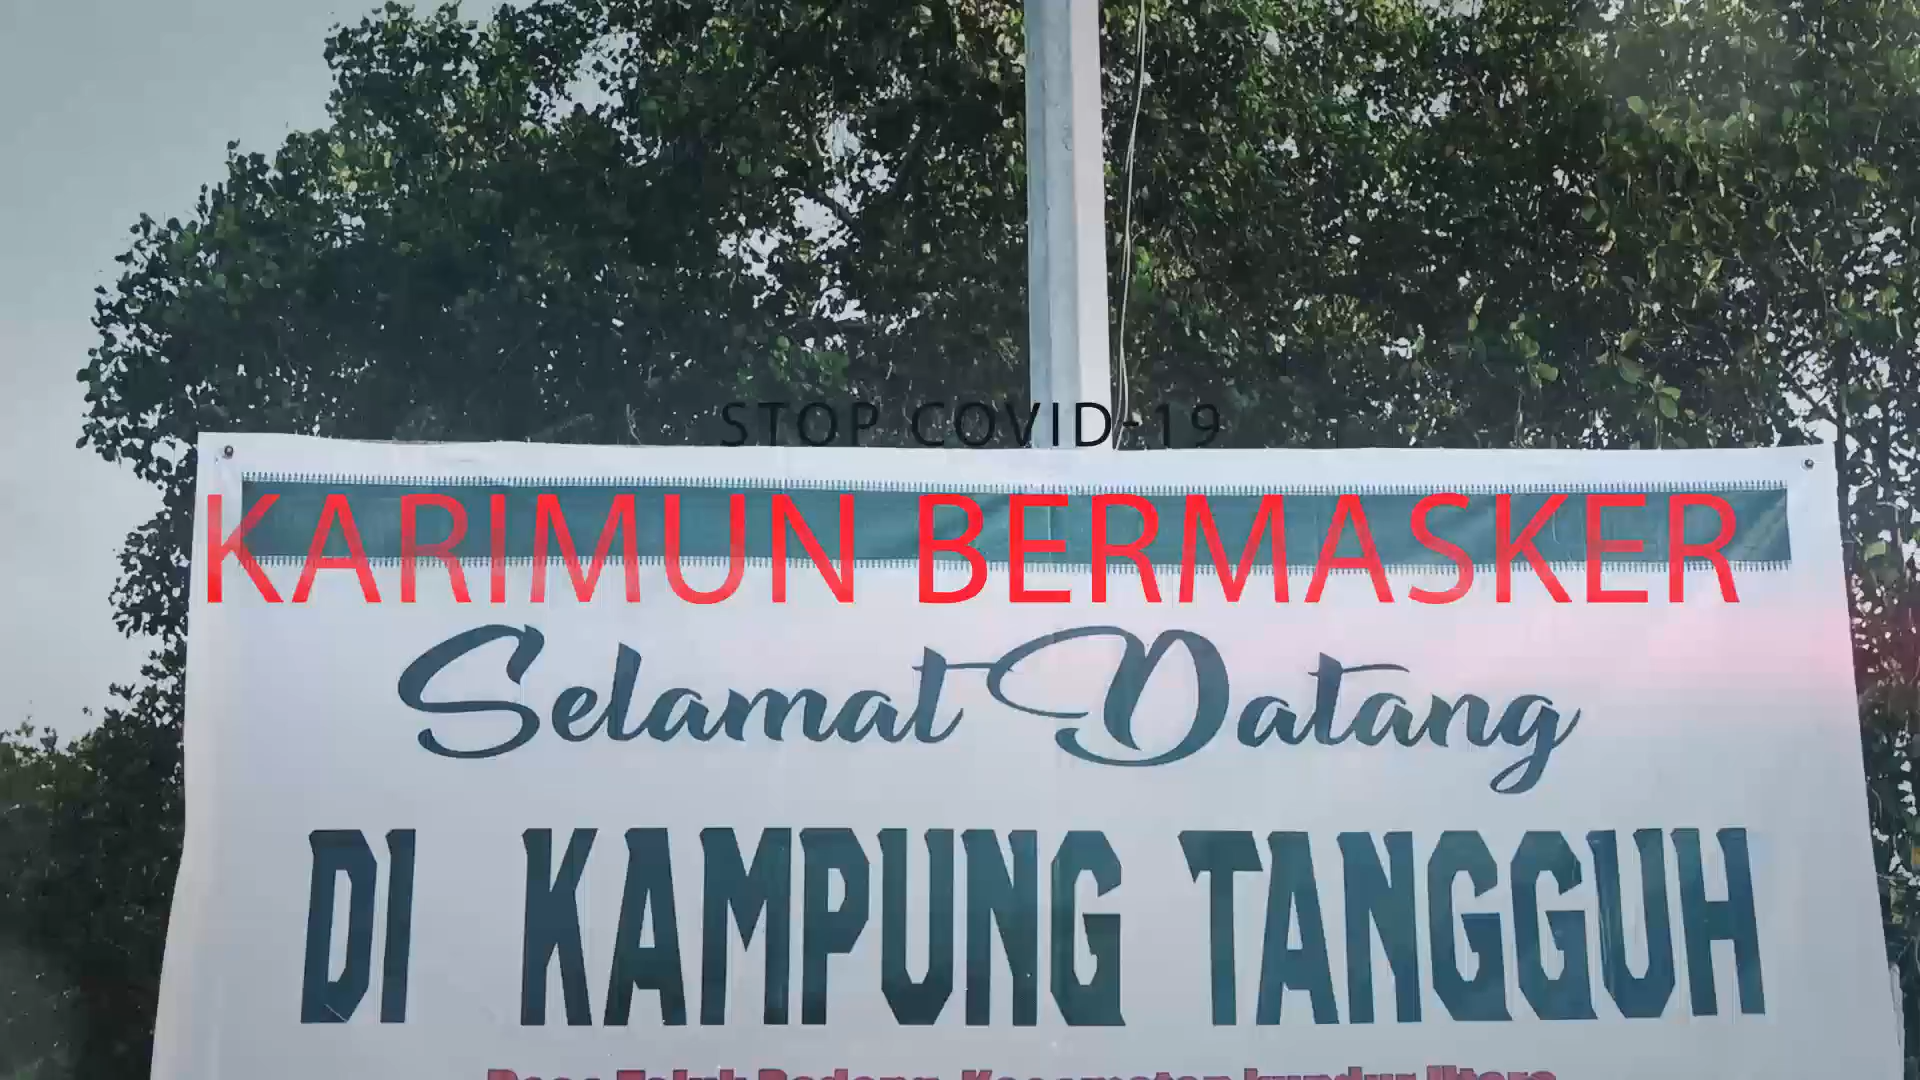 STOP COVID-19
KARIMUN BERMASKER
Selamat Datang
DI KAMPUNG TANGGUH